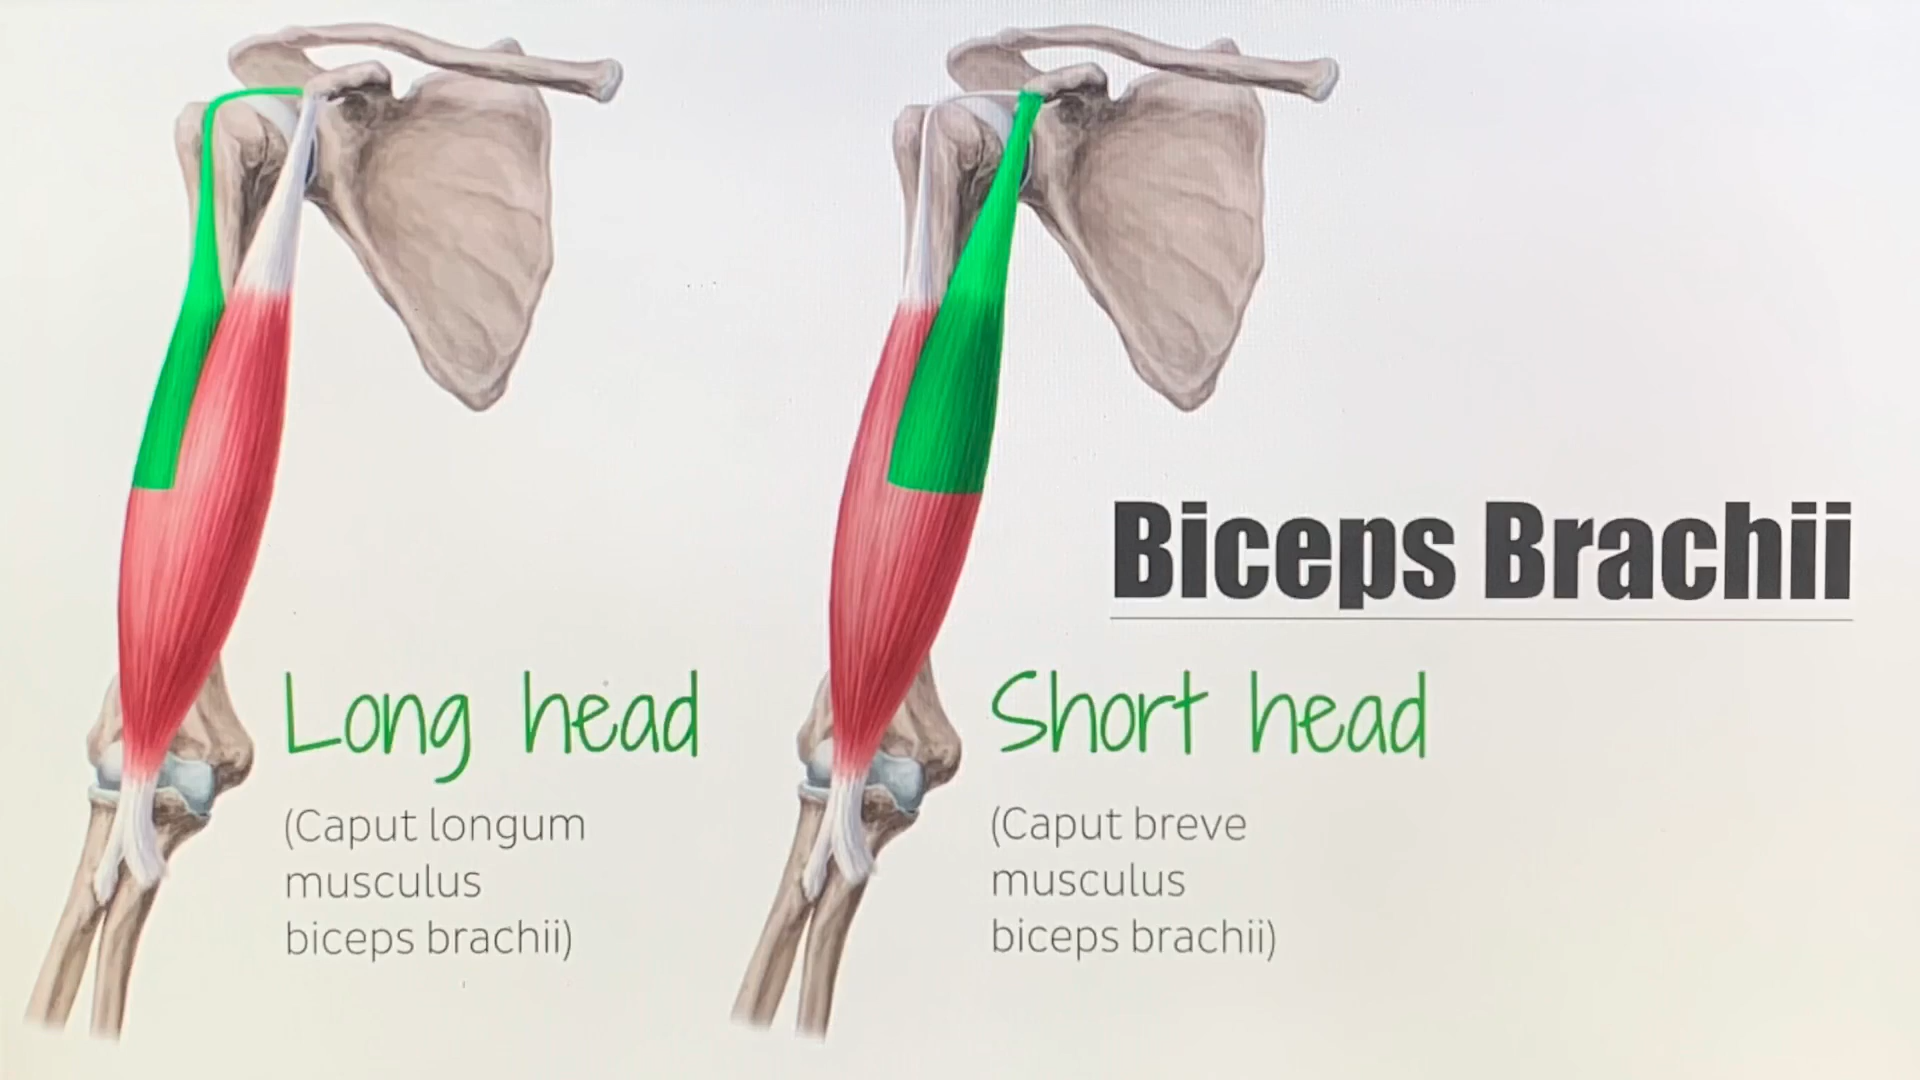 Biceps Brachii
Long head
(Caput longum
musculus
biceps brachii)
Short head
(Caput breve
musculus
biceps brachii)